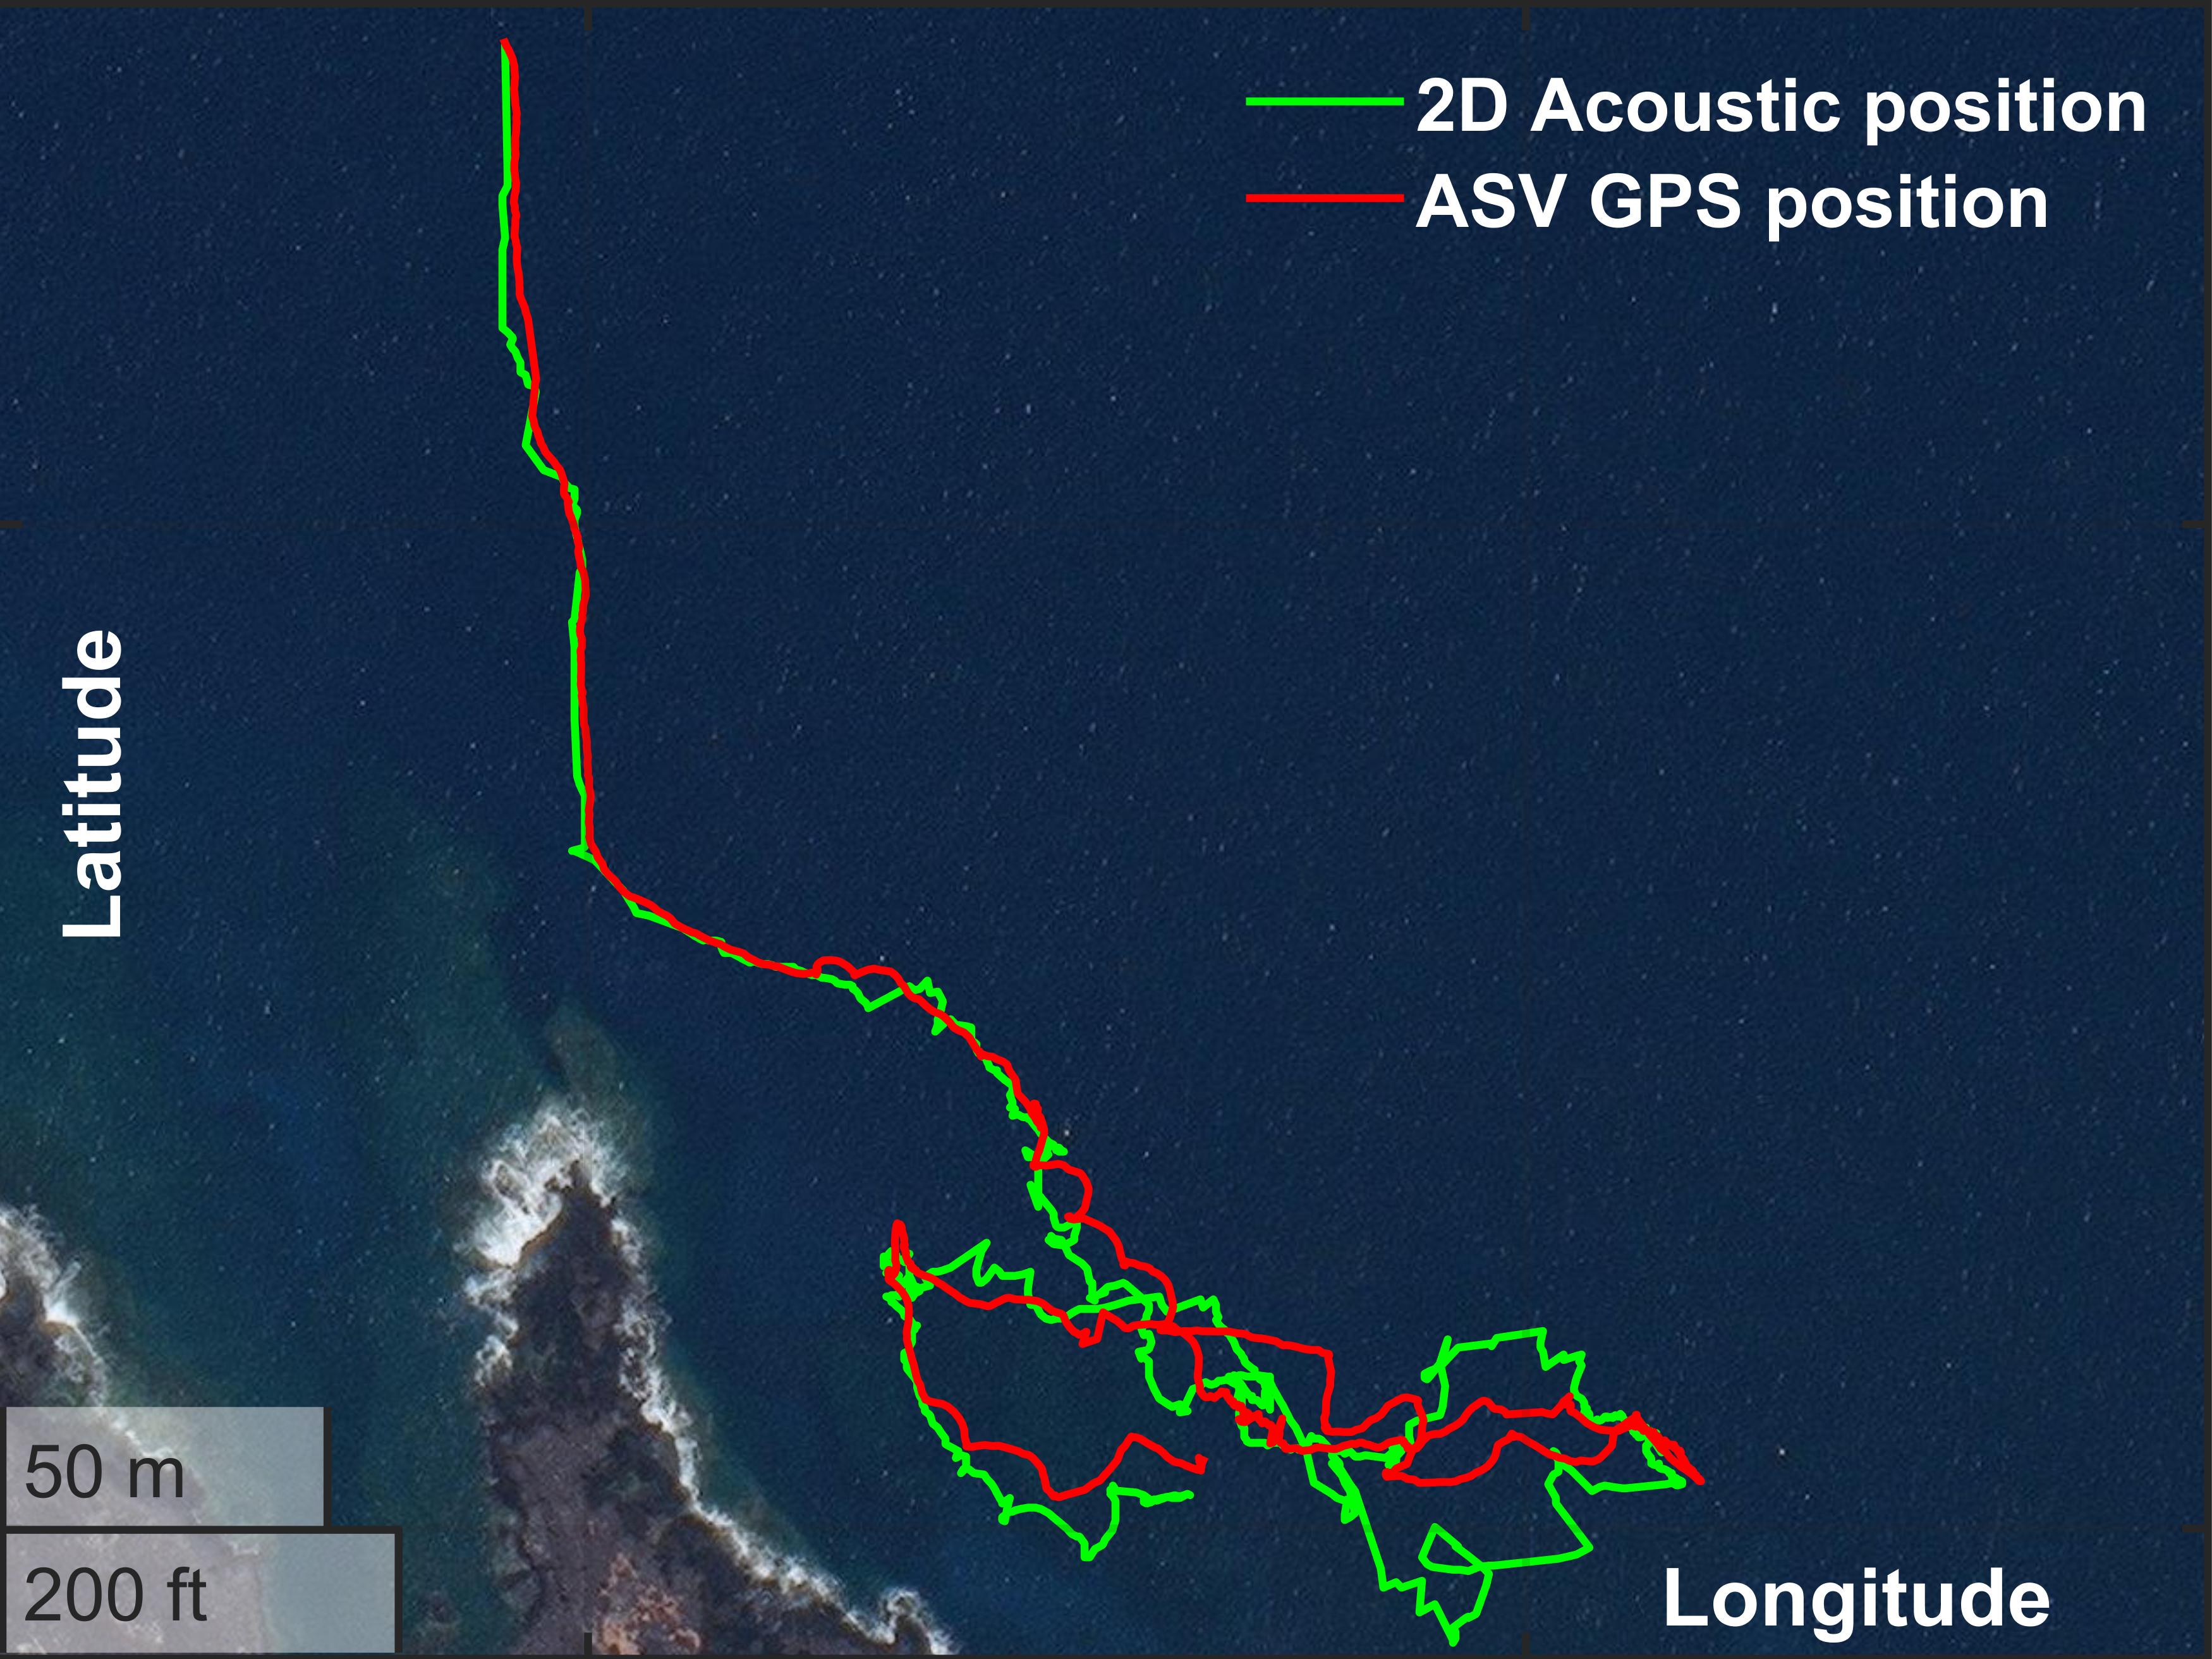 2D Acoustic position
ASV GPS position
Latitude
50 m
200 ft
Longitude